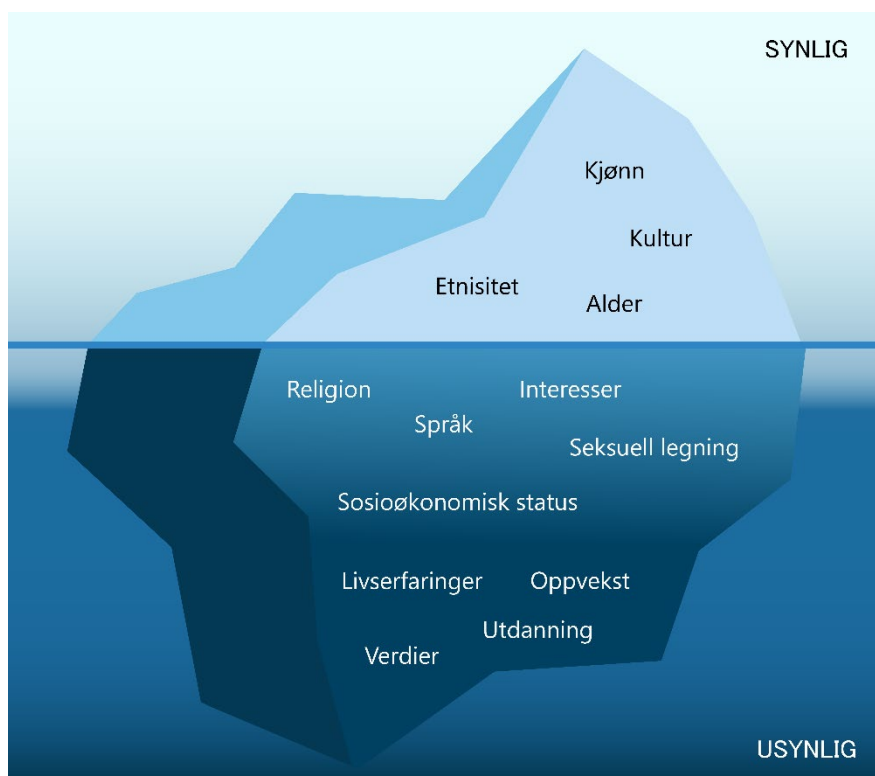 SYNLIG
Kjønn
Kultur
Etnisitet
Alder
Religion
Interesser
Språk
Seksuell legning
Sosioøkonomisk status
Livserfaringer
Oppvekst
Utdanning
Verdier
USYNLIG